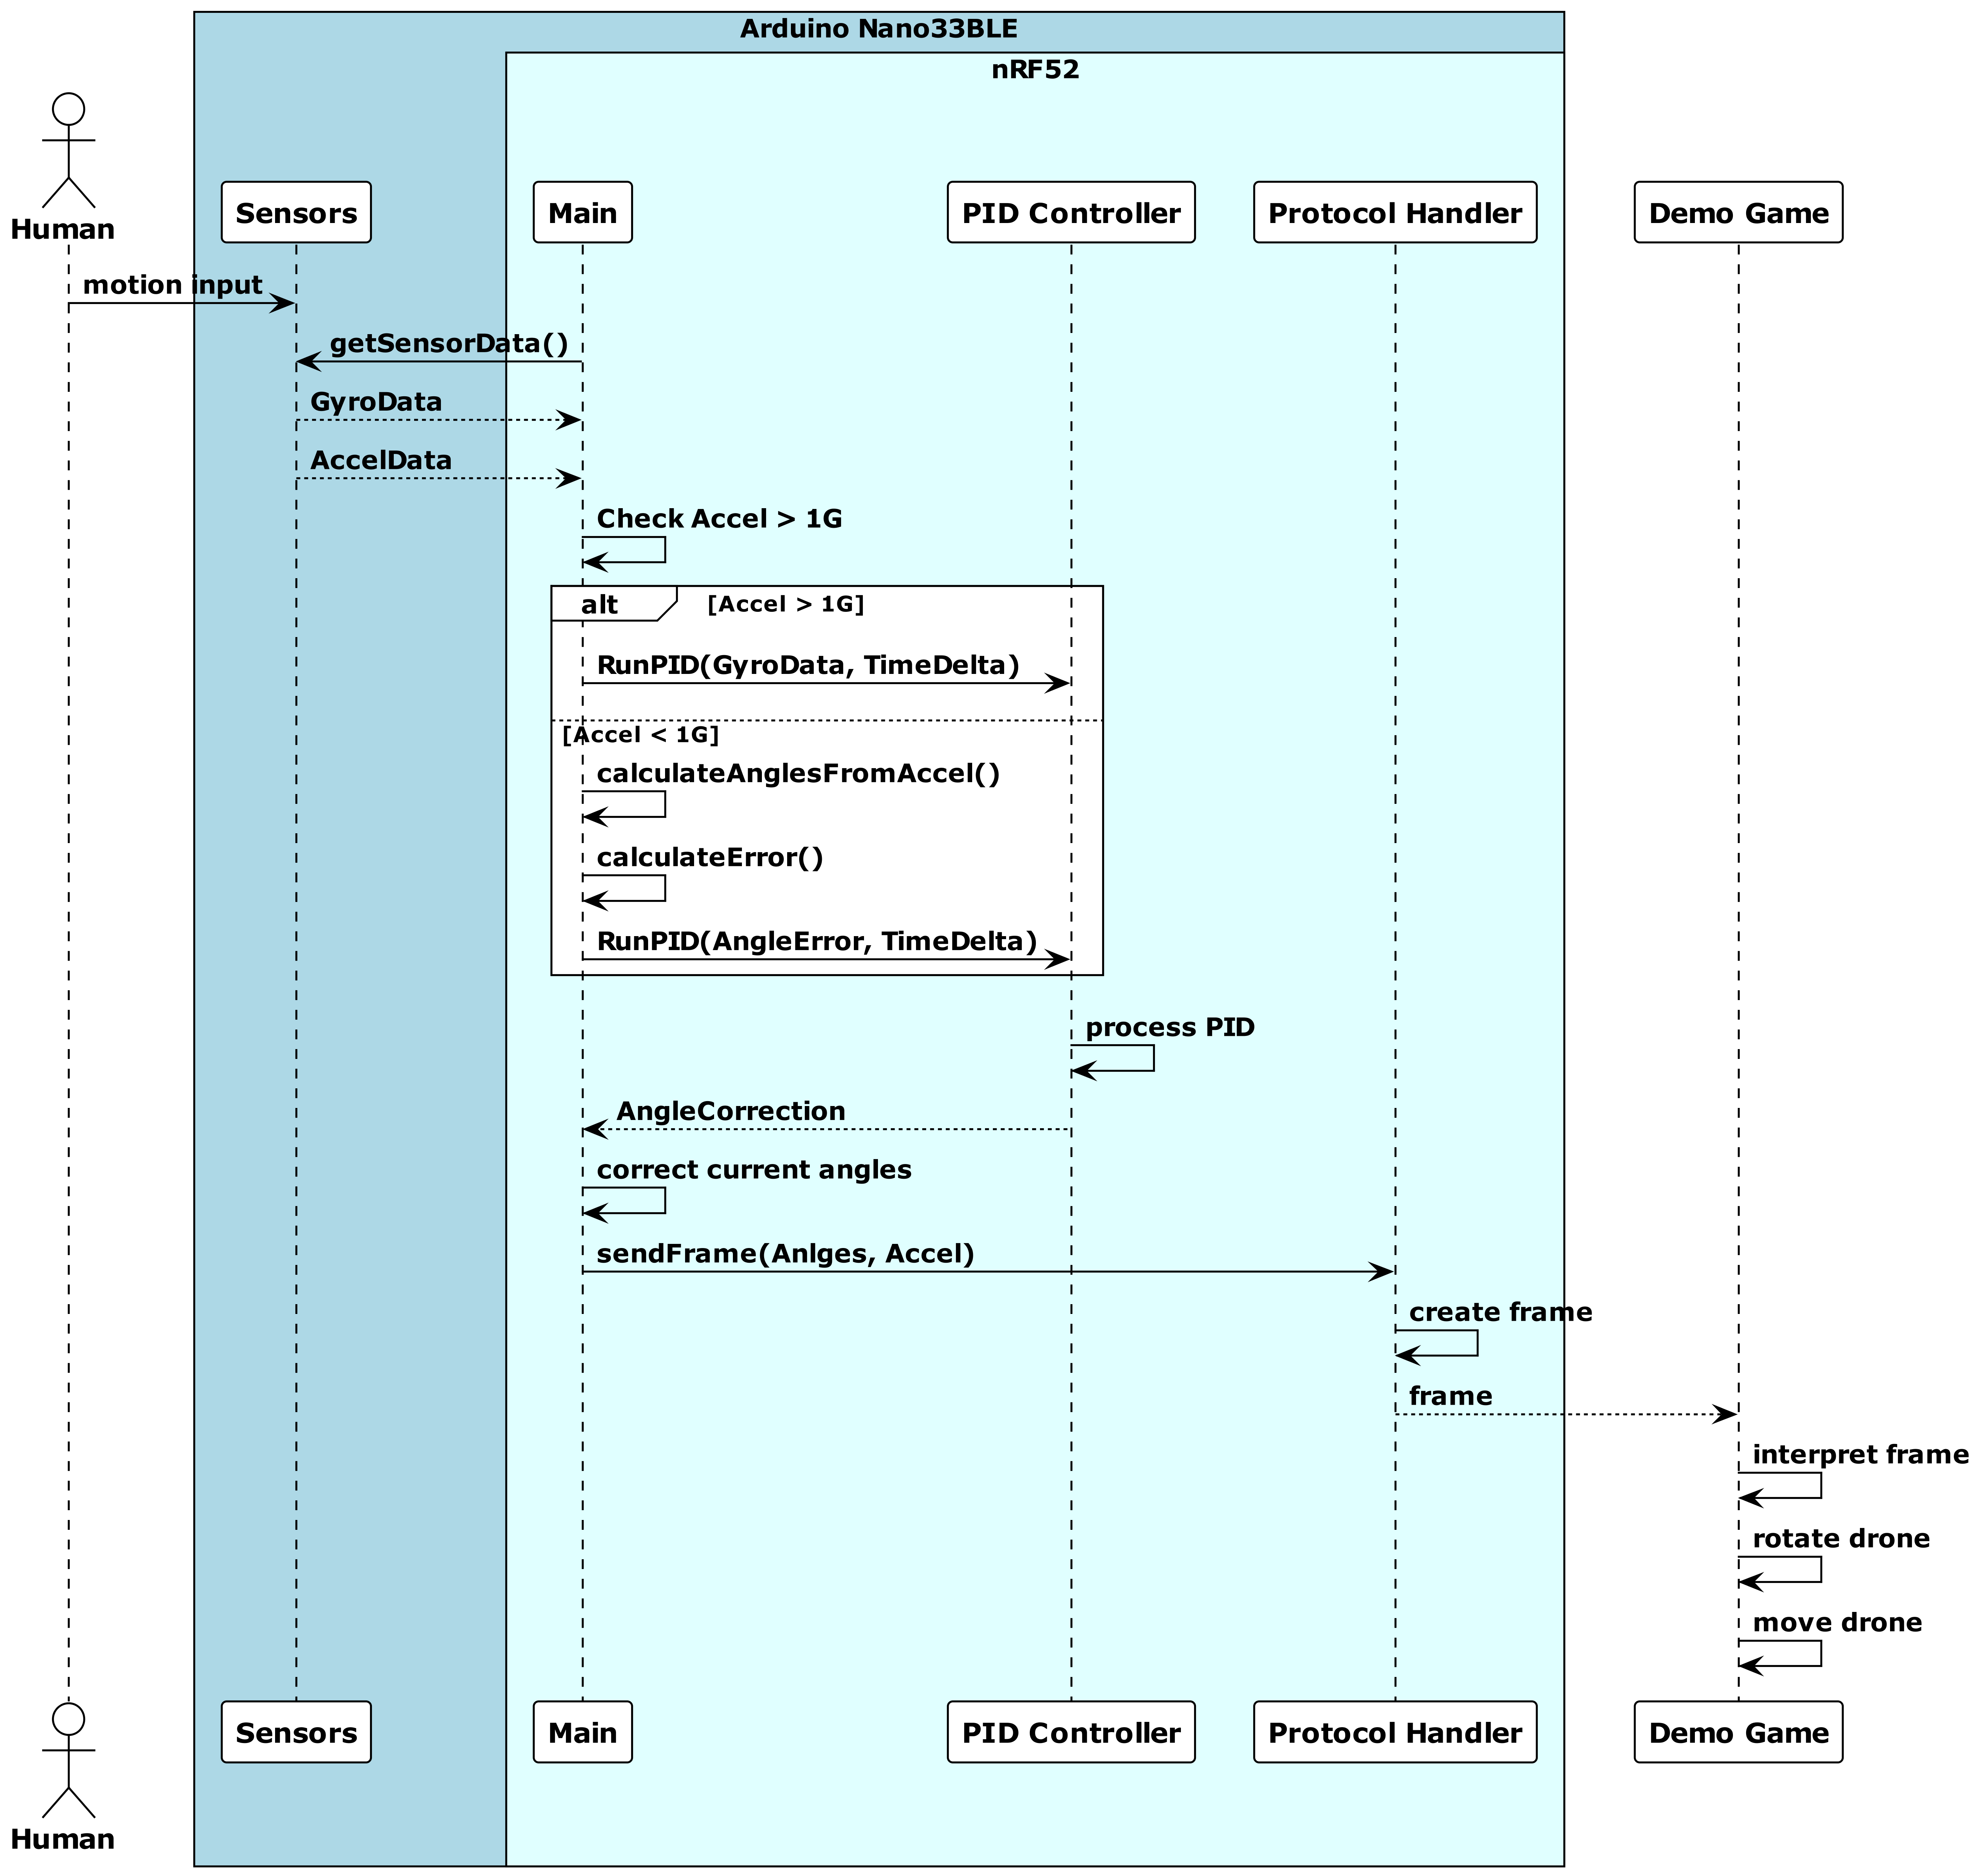 Arduino Nano33BLE
nRF52
Human
Sensors
Main
PID Controller
Protocol Handler
Demo Game
motion input
getSensorData()
GyroData
AccelData
Check Accel > 1G
alt [Accel > 1G]
RunPID(GyroData, TimeDelta)
[Accel < 1G]
calculateAnglesFromAccel()
calculateError()
RunPID(AngleError, TimeDelta)
process PID
AngleCorrection
correct current angles
sendFrame(Anlges, Accel)
create frame
frame
interpret frame
rotate drone
move drone
Sensors
Main
PID Controller
Protocol Handler
Demo Game
Human